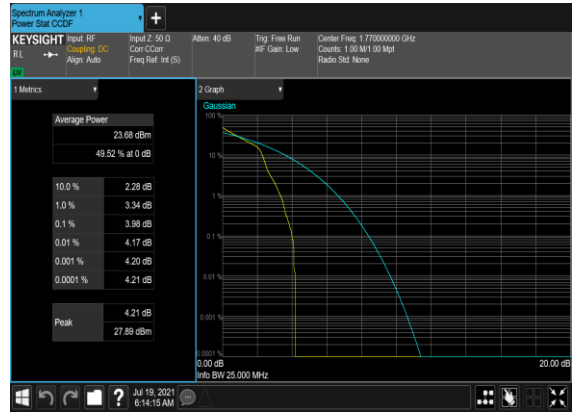 Spectrum Analyzer 1
Power Stat CCDF
+
KEYSIGHT
RL
Input: RF
Coupling: DC
Align: Auto
Input Z: 50 Ω
Corr CCorr
Freq Ref: Int (S)
Atten: 40 dB
Trig: Free Run
#IF Gain: Low
Center Freq: 1.770000000 GHz
Counts: 1.00 M/1.00 Mpt
Radio Std: None
1 Metrics
Average Power
23.68 dBm
49.52 % at 0 dB
10.0 % 2.28 dB
1.0 % 3.34 dB
0.1 % 3.98 dB
0.01 % 4.17 dB
0.001 % 4.20 dB
0.0001 % 4.21 dB
Peak
4.21 dB
27.89 dBm
2 Graph
Gaussian
100 %
10 %
1 %
0.1 %
0.01 %
0.001 %
0.0001 %
0.00 dB 20.00 dB
Info BW 25.000 MHz
?
Jul 19, 2021
6:14:15 AM